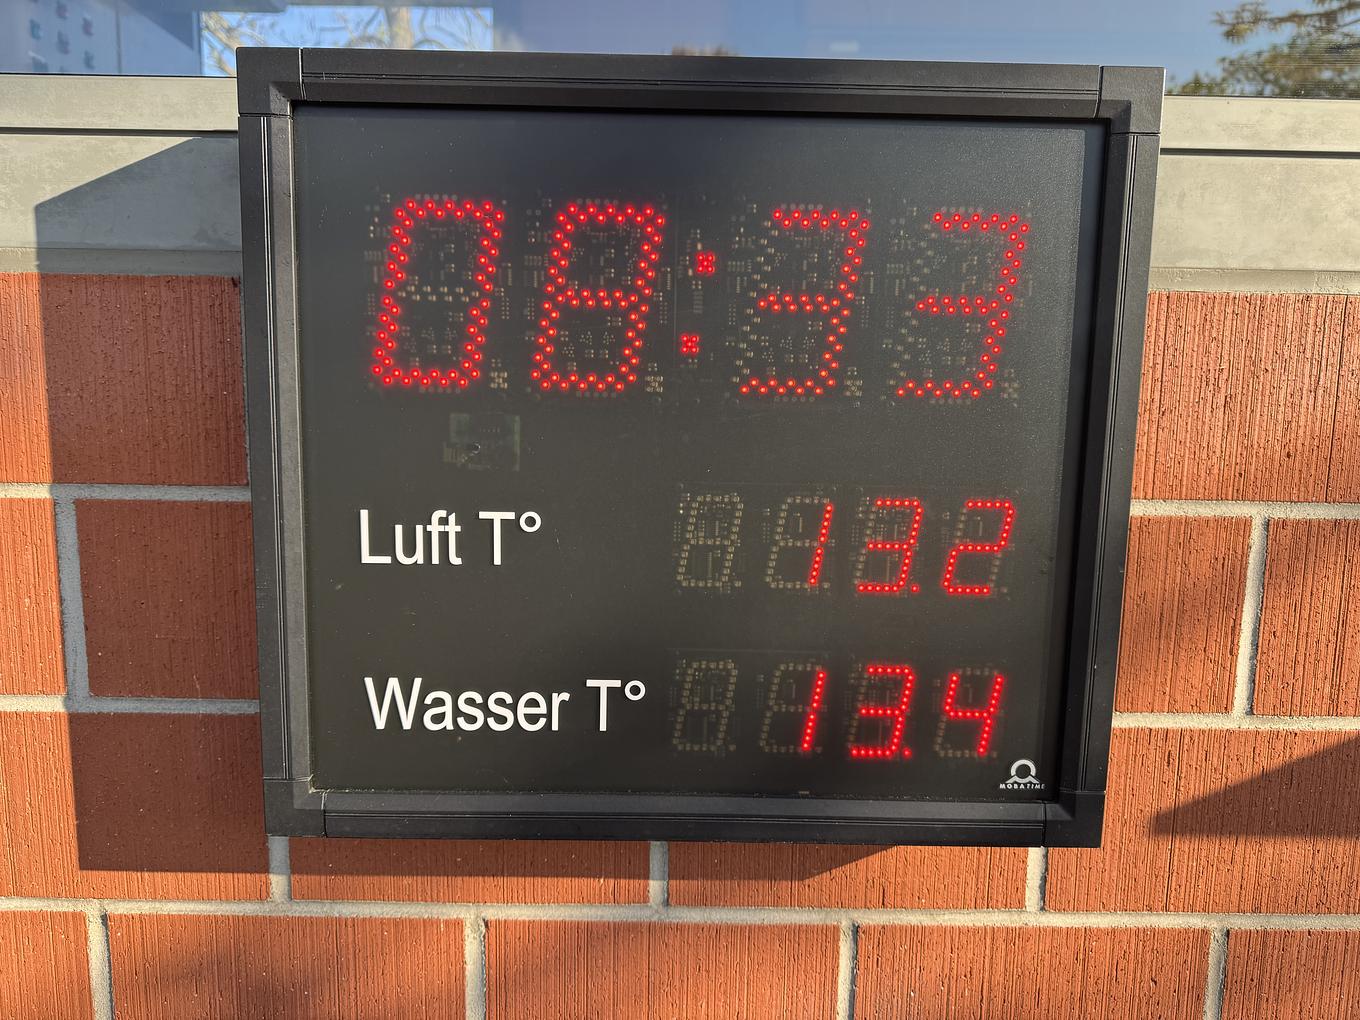 08:33
Luft T° 13.2
Wasser T° 13.4
MOBATIME